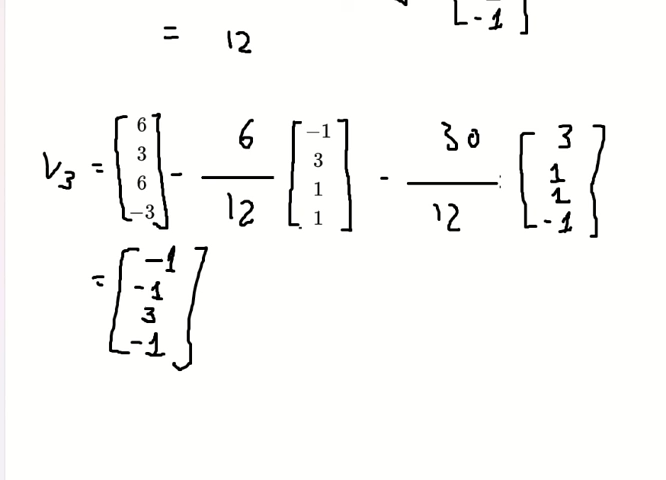 = 12 [-1]
V₃ = [6 3 6 -3] - 6/12 [-1 3 1 1] - 30/12 [3 1 1 -1]
= [-1 -1 3 -1]